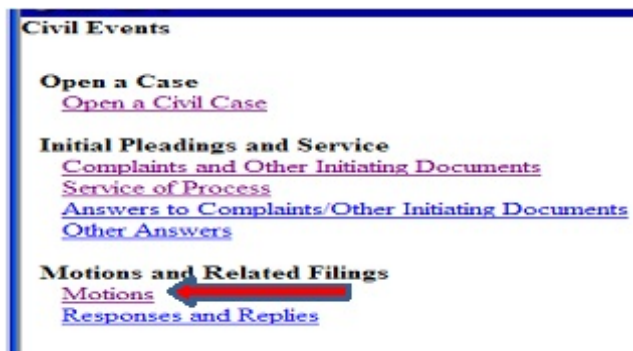 Civil Events
Open a Case
Open a Civil Case
Initial Pleadings and Service
Complaints and Other Initiating Documents
Service of Process
Answers to Complaints/Other Initiating Documents
Other Answers
Motions and Related Filings
Motions
Responses and Replies